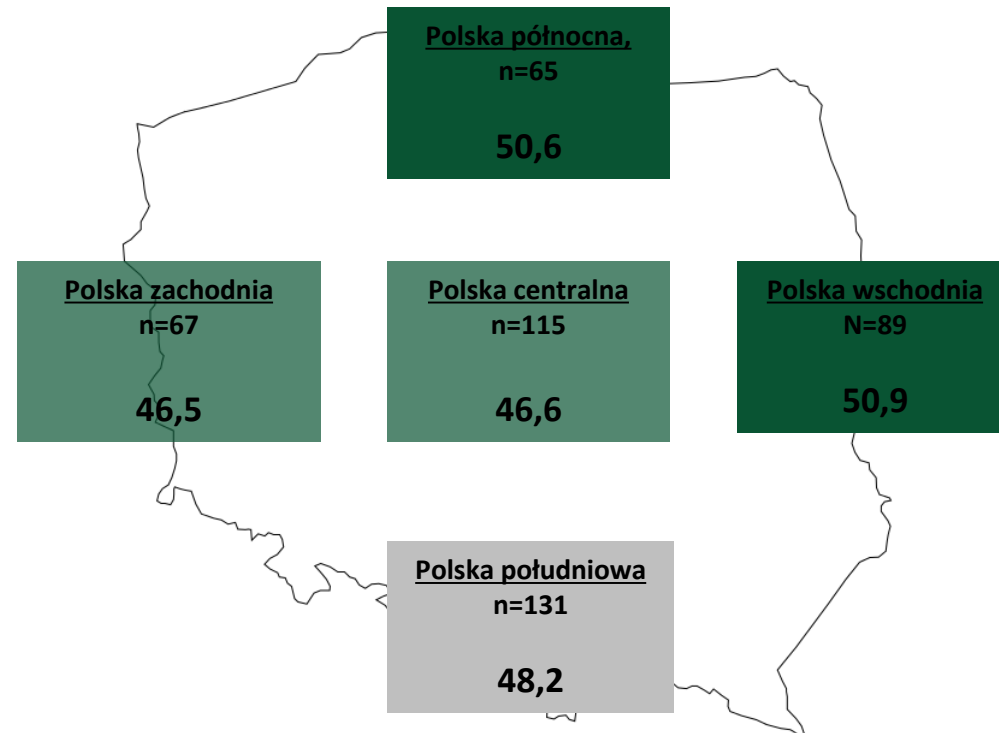 Polska północna,
n=65
50,6
Polska zachodnia
n=67
46,5
Polska centralna
n=115
46,6
Polska wschodnia
N=89
50,9
Polska południowa
n=131
48,2